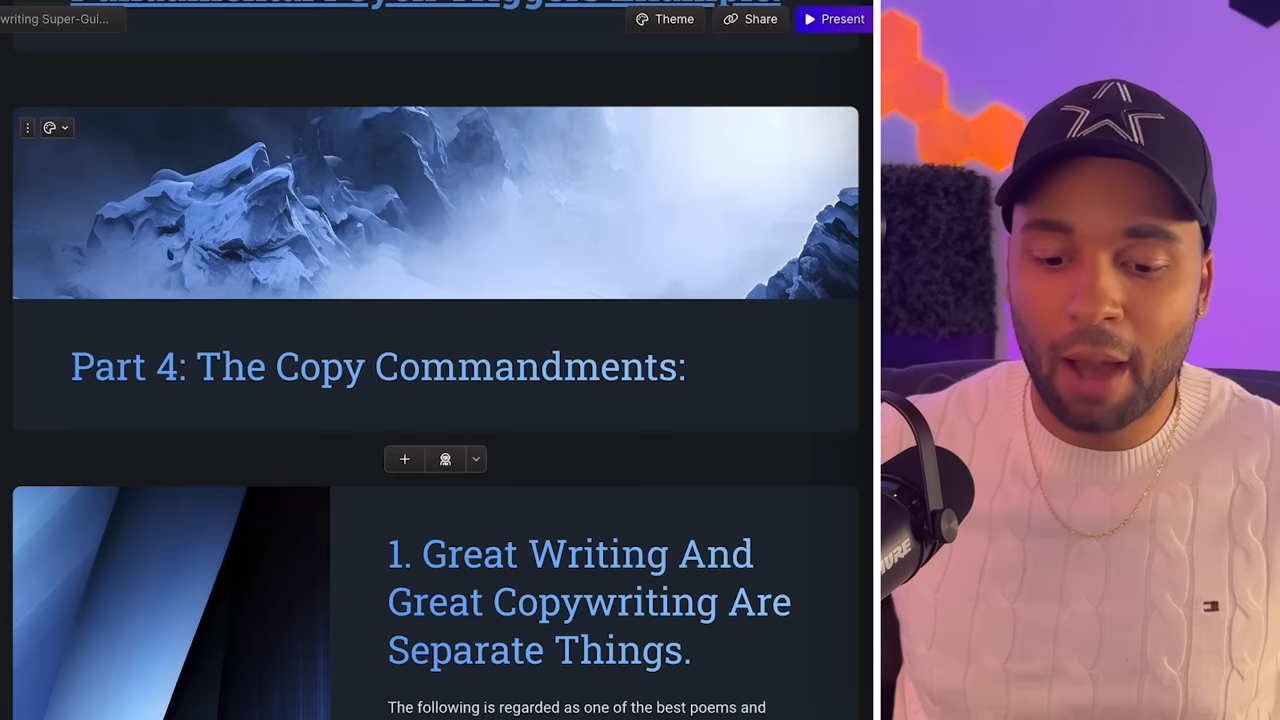 writing Super-Gui...
Theme
Share
Present
Part 4: The Copy Commandments:
1. Great Writing And
Great Copywriting Are
Separate Things.
The following is regarded as one of the best poems and